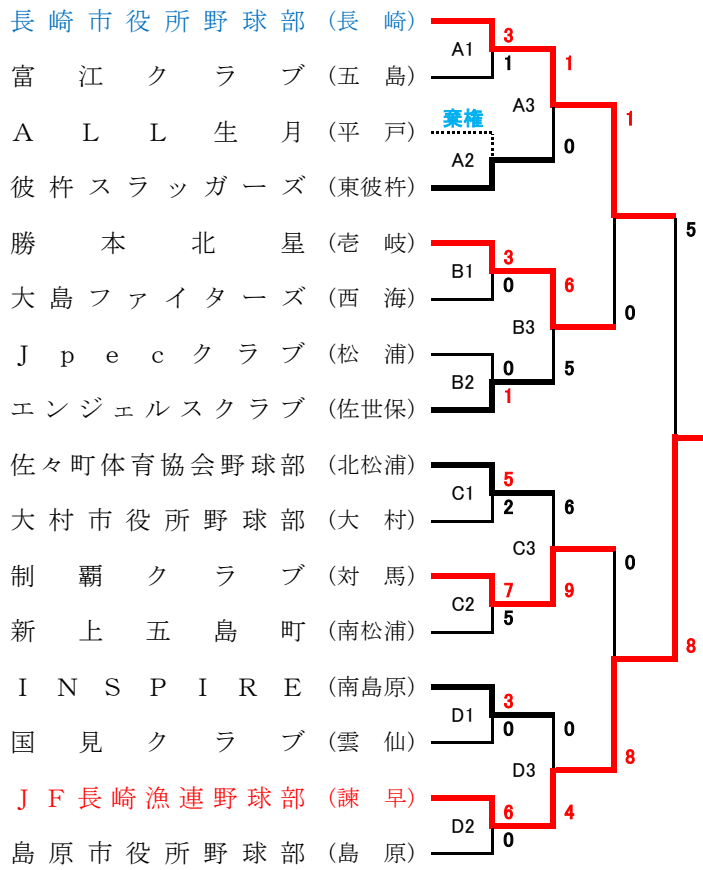 長崎市役所野球部 (長崎)
富江クラブ (五島)
ALL生月 (平戸)
彼杵スラッガーズ (東彼杵)
勝本北星 (壱岐)
大島ファイターズ (西海)
Jpecクラブ (松浦)
エンジェルスクラブ (佐世保)
佐々町体育協会野球部 (北松浦)
大村市役所野球部 (大村)
制覇クラブ (対馬)
新上五島町 (南松浦)
INSPIRE (南島原)
国見クラブ (雲仙)
JF長崎漁連野球部 (諫早)
島原市役所野球部 (島原)
A1
3
1
棄権
A2
B1
3
0
B2
0
1
C1
5
2
C2
7
5
D1
3
0
D2
6
0
A3
1
0
B3
6
5
C3
6
9
D3
0
4
1
0
0
8
5
8